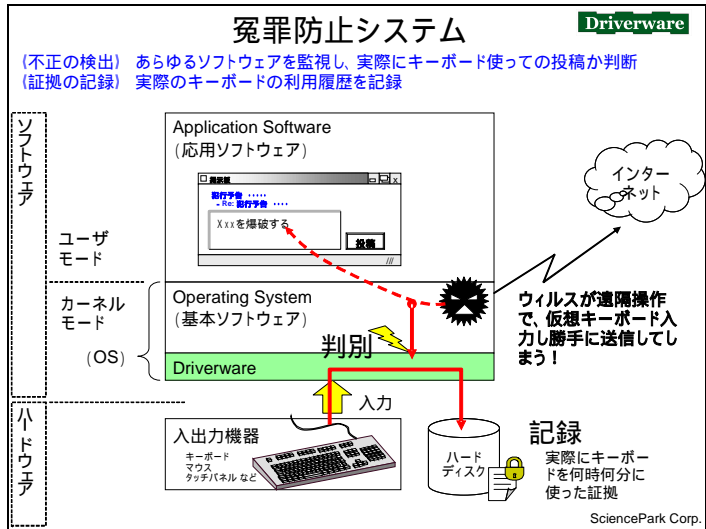 冤罪防止システム
Driverware
(不正の検出) あらゆるソフトウェアを監視し、実際にキーボード使っての投稿か判断
(証拠の記録) 実際のキーボードの利用履歴を記録
ソフトウェア
Application Software
(応用ソフトウェア)
掲示板
犯行予告 ・・・・・
- Re: 犯行予告 ・・・・
Xxxを爆破する
投稿
インター
ネット
ユーザ
モード
カーネル
モード
(OS)
Operating System
(基本ソフトウェア)
判別
Driverware
ウィルスが遠隔操作
で、仮想キーボード入
力し勝手に送信してし
まう！
入力
ハードウェア
入出力機器
キーボード
マウス
タッチパネル など
ハード
ディスク
記録
実際にキーボー
ドを何時何分に
使った証拠
SciencePark Corp.